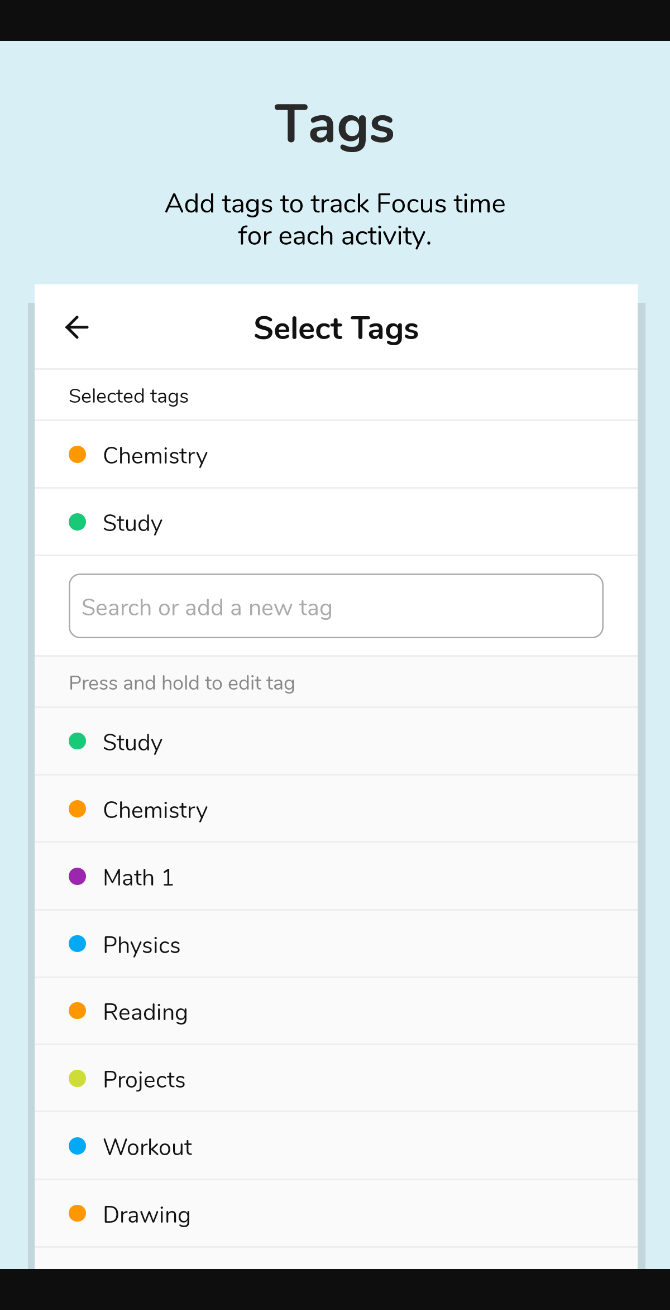 Tags
Add tags to track Focus time
for each activity.
Select Tags
Selected tags
Chemistry
Study
Search or add a new tag
Press and hold to edit tag
Study
Chemistry
Math 1
Physics
Reading
Projects
Workout
Drawing